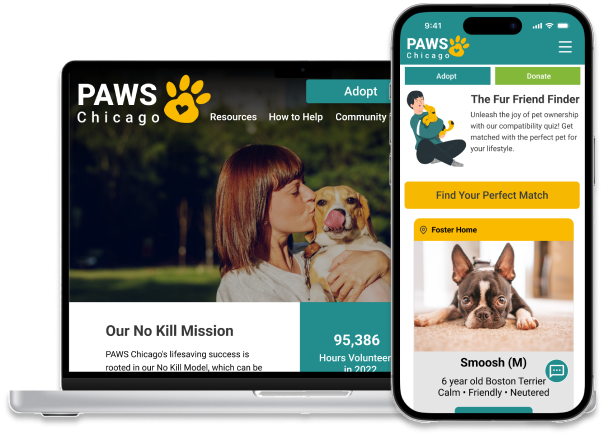 PAWS
Chicago
Adopt
Resources
How to Help
Community
Our No Kill Mission
PAWS Chicago's lifesaving success is
rooted in our No Kill Model, which can be
95,386
Hours Volunteer
in 2022
9:41
PAWS
Chicago
Adopt
Donate
The Fur Friend Finder
Unleash the joy of pet ownership
with our compatibility quiz! Get
matched with the perfect pet for
your lifestyle.
Find Your Perfect Match
Foster Home
Smoosh (M)
6 year old Boston Terrier
Calm • Friendly • Neutered